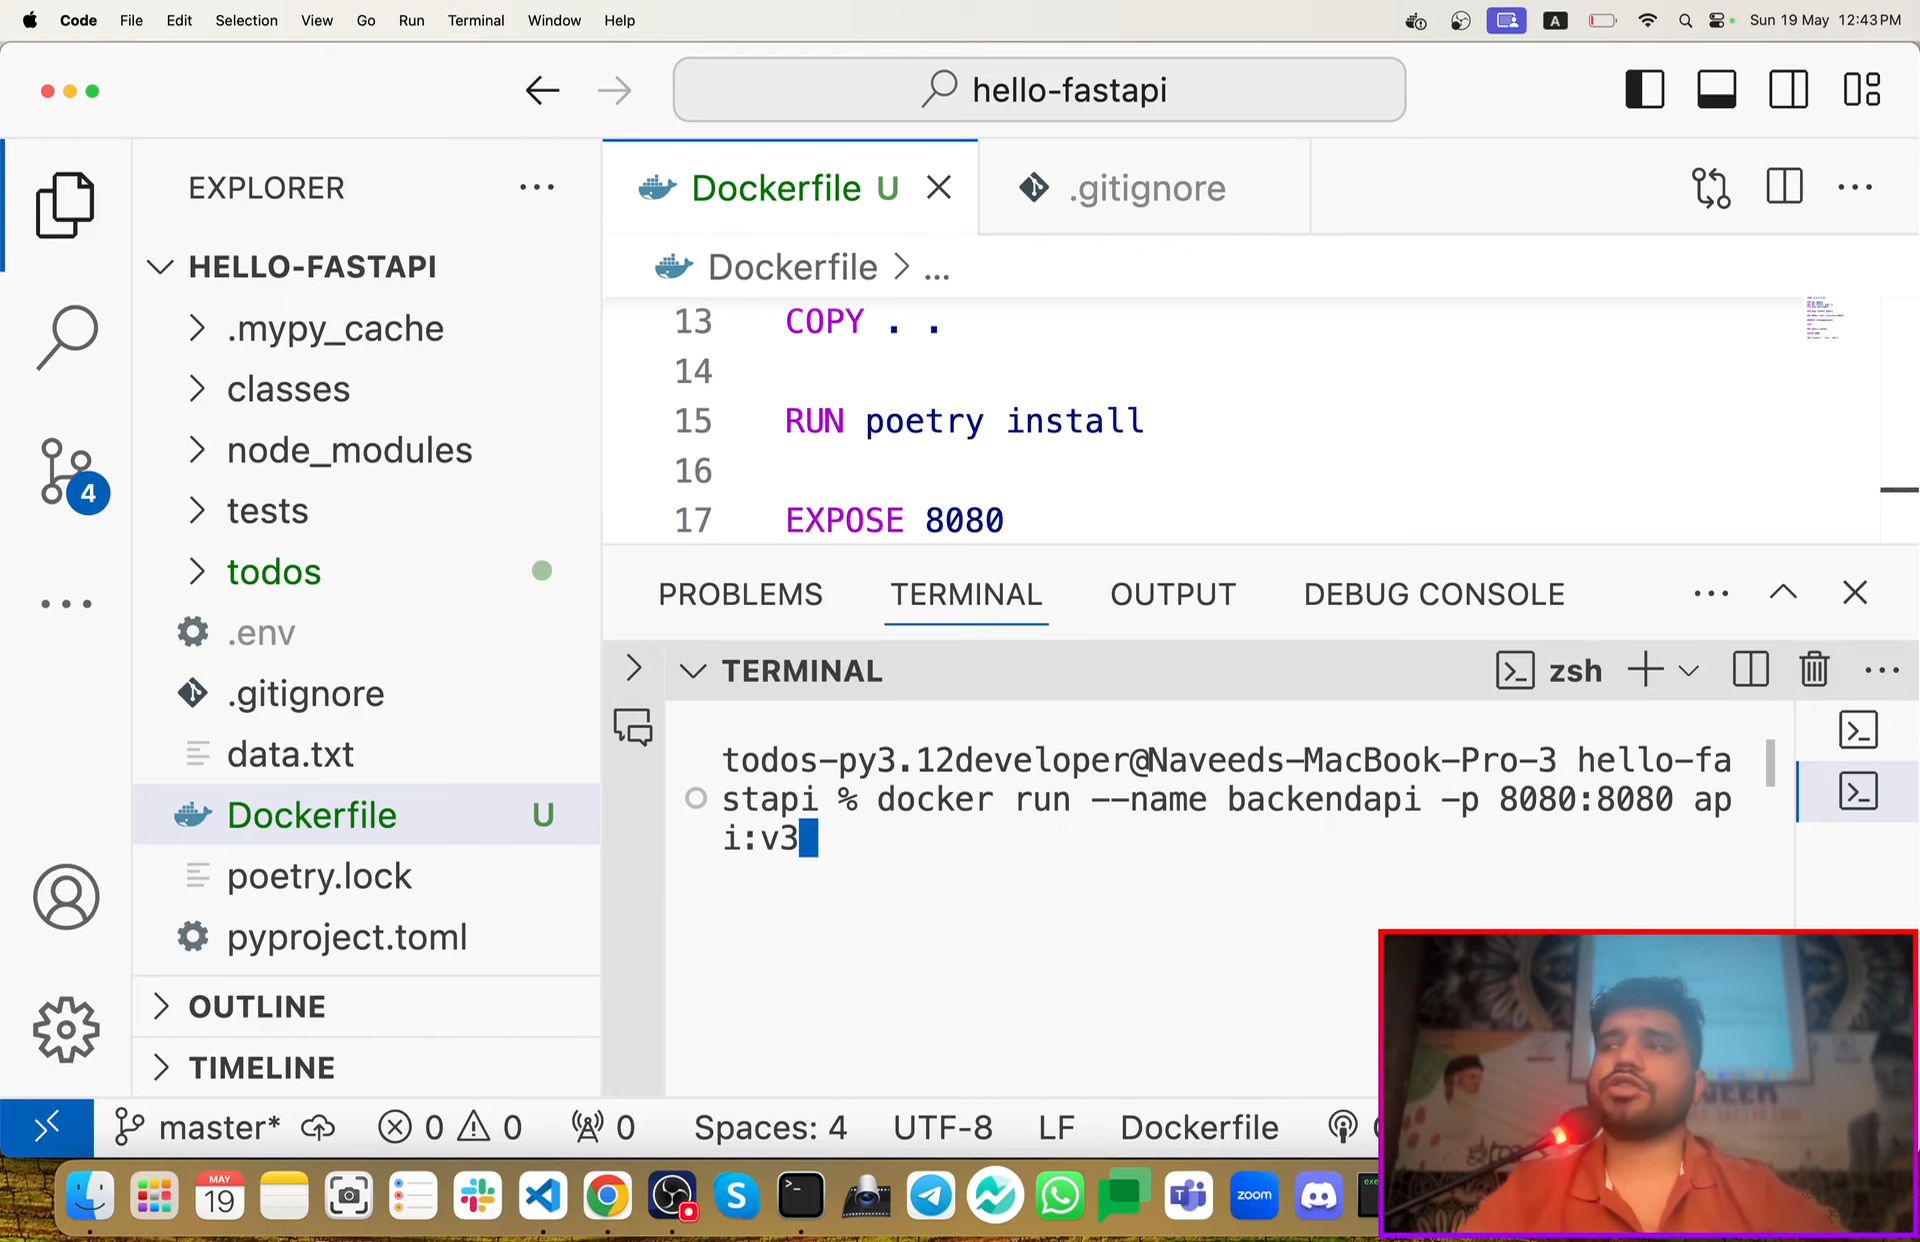 Code File Edit Selection View Go Run Terminal Window Help
A Sun 19 May 12:43 PM
hello-fastapi
EXPLORER
HELLO-FASTAPI
.mypy_cache
classes
node_modules
tests
todos
.env
.gitignore
data.txt
Dockerfile U
poetry.lock
pyproject.toml
OUTLINE
TIMELINE
4
Dockerfile U
.gitignore
Dockerfile > ...
13 COPY . .
14
15 RUN poetry install
16
17 EXPOSE 8080
PROBLEMS TERMINAL OUTPUT DEBUG CONSOLE
TERMINAL
zsh
todos-py3.12developer@Naveeds-MacBook-Pro-3 hello-fa
stapi % docker run --name backendapi -p 8080:8080 ap
i:v3
master* 0 0 0 Spaces: 4 UTF-8 LF Dockerfile
MAY
19
S
zoom
exe